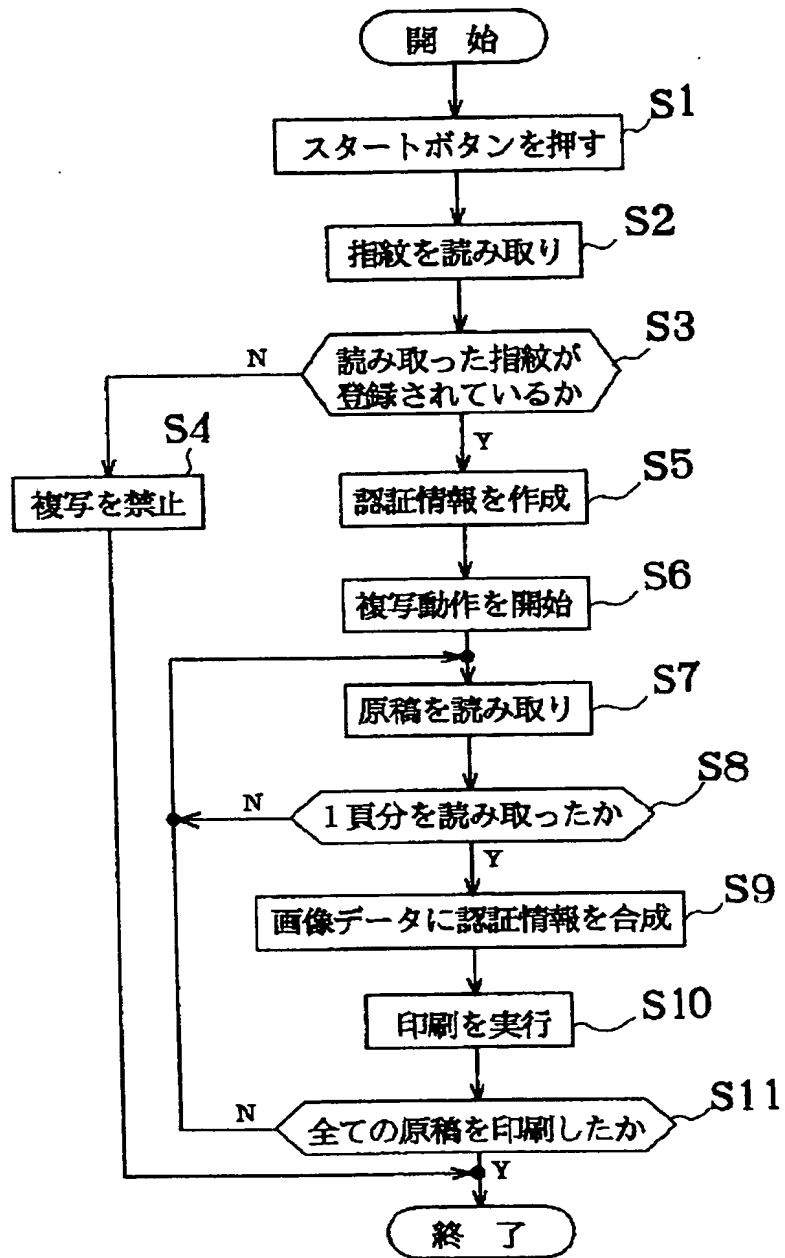 開 始
S1
スタートボタンを押す
S2
指紋を読み取り
S3
読み取った指紋が
登録されているか
N
Y
S4
複写を禁止
S5
認証情報を作成
S6
複写動作を開始
S7
原稿を読み取り
S8
1頁分を読み取ったか
N
Y
S9
画像データに認証情報を合成
S10
印刷を実行
S11
全ての原稿を印刷したか
N
Y
終 了